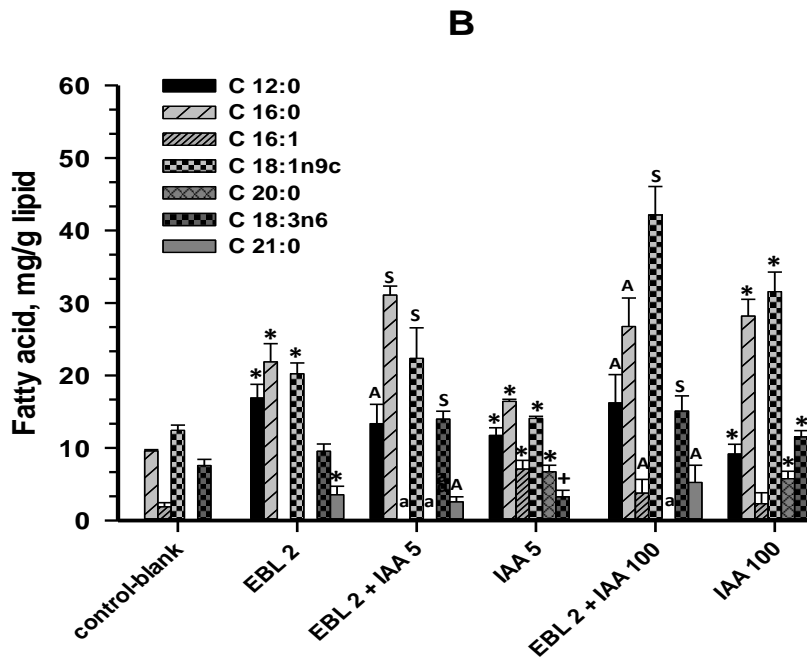 B
Fatty acid, mg/g lipid
60
50
40
30
20
10
0
C 12:0
C 16:0
C 16:1
C 18:1n9c
C 20:0
C 18:3n6
C 21:0
* * * *
A S a S a S A
* * * * * +
A A A S a S A
* * * * *
control-blank
EBL 2
EBL 2 + IAA 5
IAA 5
EBL 2 + IAA 100
IAA 100